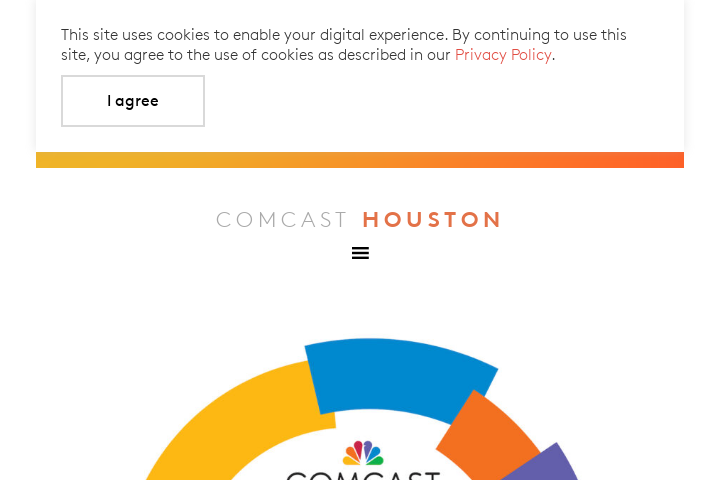 This site uses cookies to enable your digital experience. By continuing to use this
site, you agree to the use of cookies as described in our Privacy Policy.
I agree
COMCAST HOUSTON
COMCAST